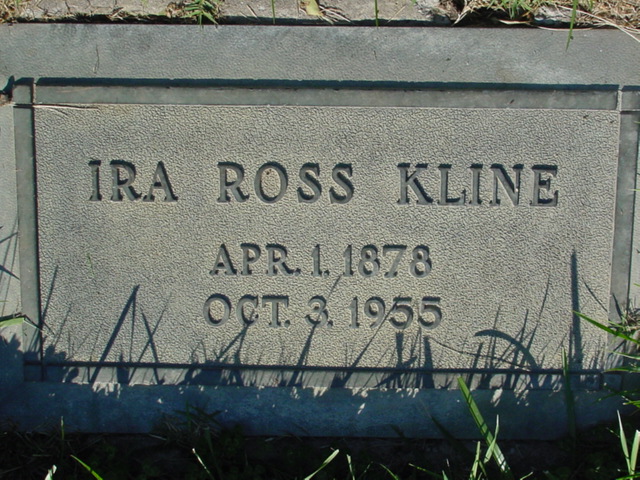 IRA ROSS KLINE
APR. 1. 1878
OCT. 3. 1955